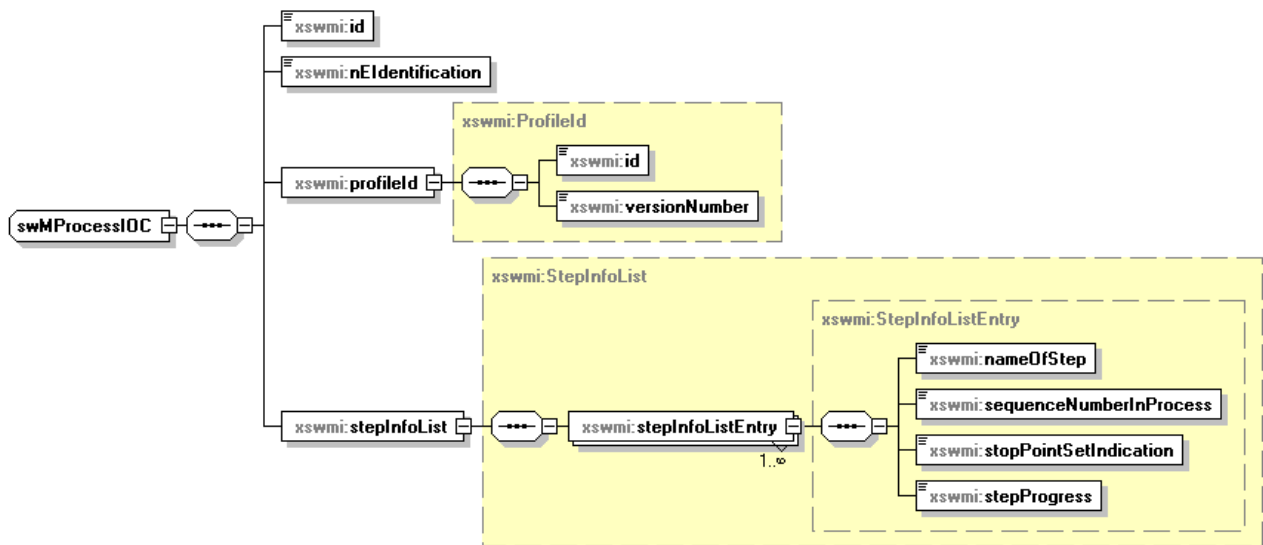 xswmi:id
xswmi:nEIdentification
xswmi:ProfileId
xswmi:id
xswmi:profileId
xswmi:versionNumber
swMProcessIOC
xswmi:StepInfoList
xswmi:StepInfoListEntry
xswmi:nameOfStep
xswmi:sequenceNumberInProcess
xswmi:stepInfoList
xswmi:stepInfoListEntry
1..∞
xswmi:stopPointSetIndication
xswmi:stepProgress